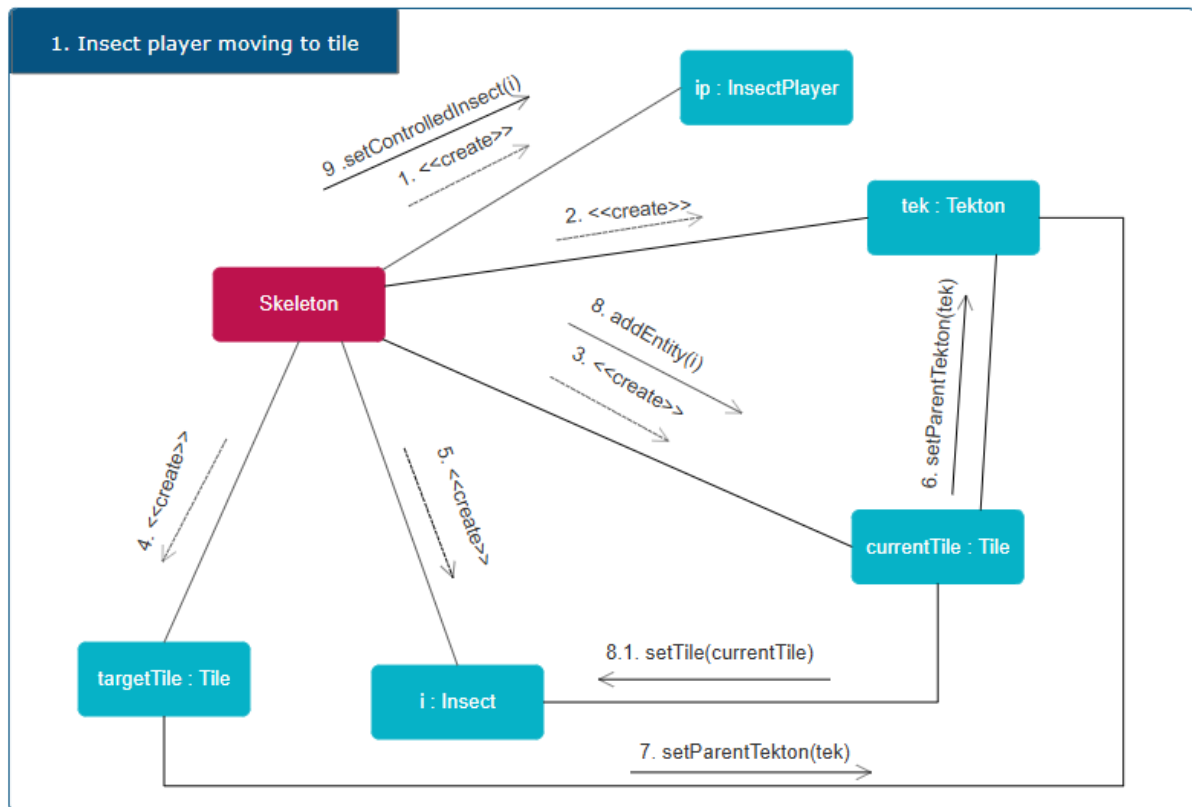 1. Insect player moving to tile
ip : InsectPlayer
9 .setControlledInsect(i)
1. <<create>>
2. <<create>>
tek : Tekton
Skeleton
8. addEntity(i)
3. <<create>>
6. setParentTekton(tek)
4. <<create>>
5. <<create>>
currentTile : Tile
8.1. setTile(currentTile)
targetTile : Tile
i : Insect
7. setParentTekton(tek)